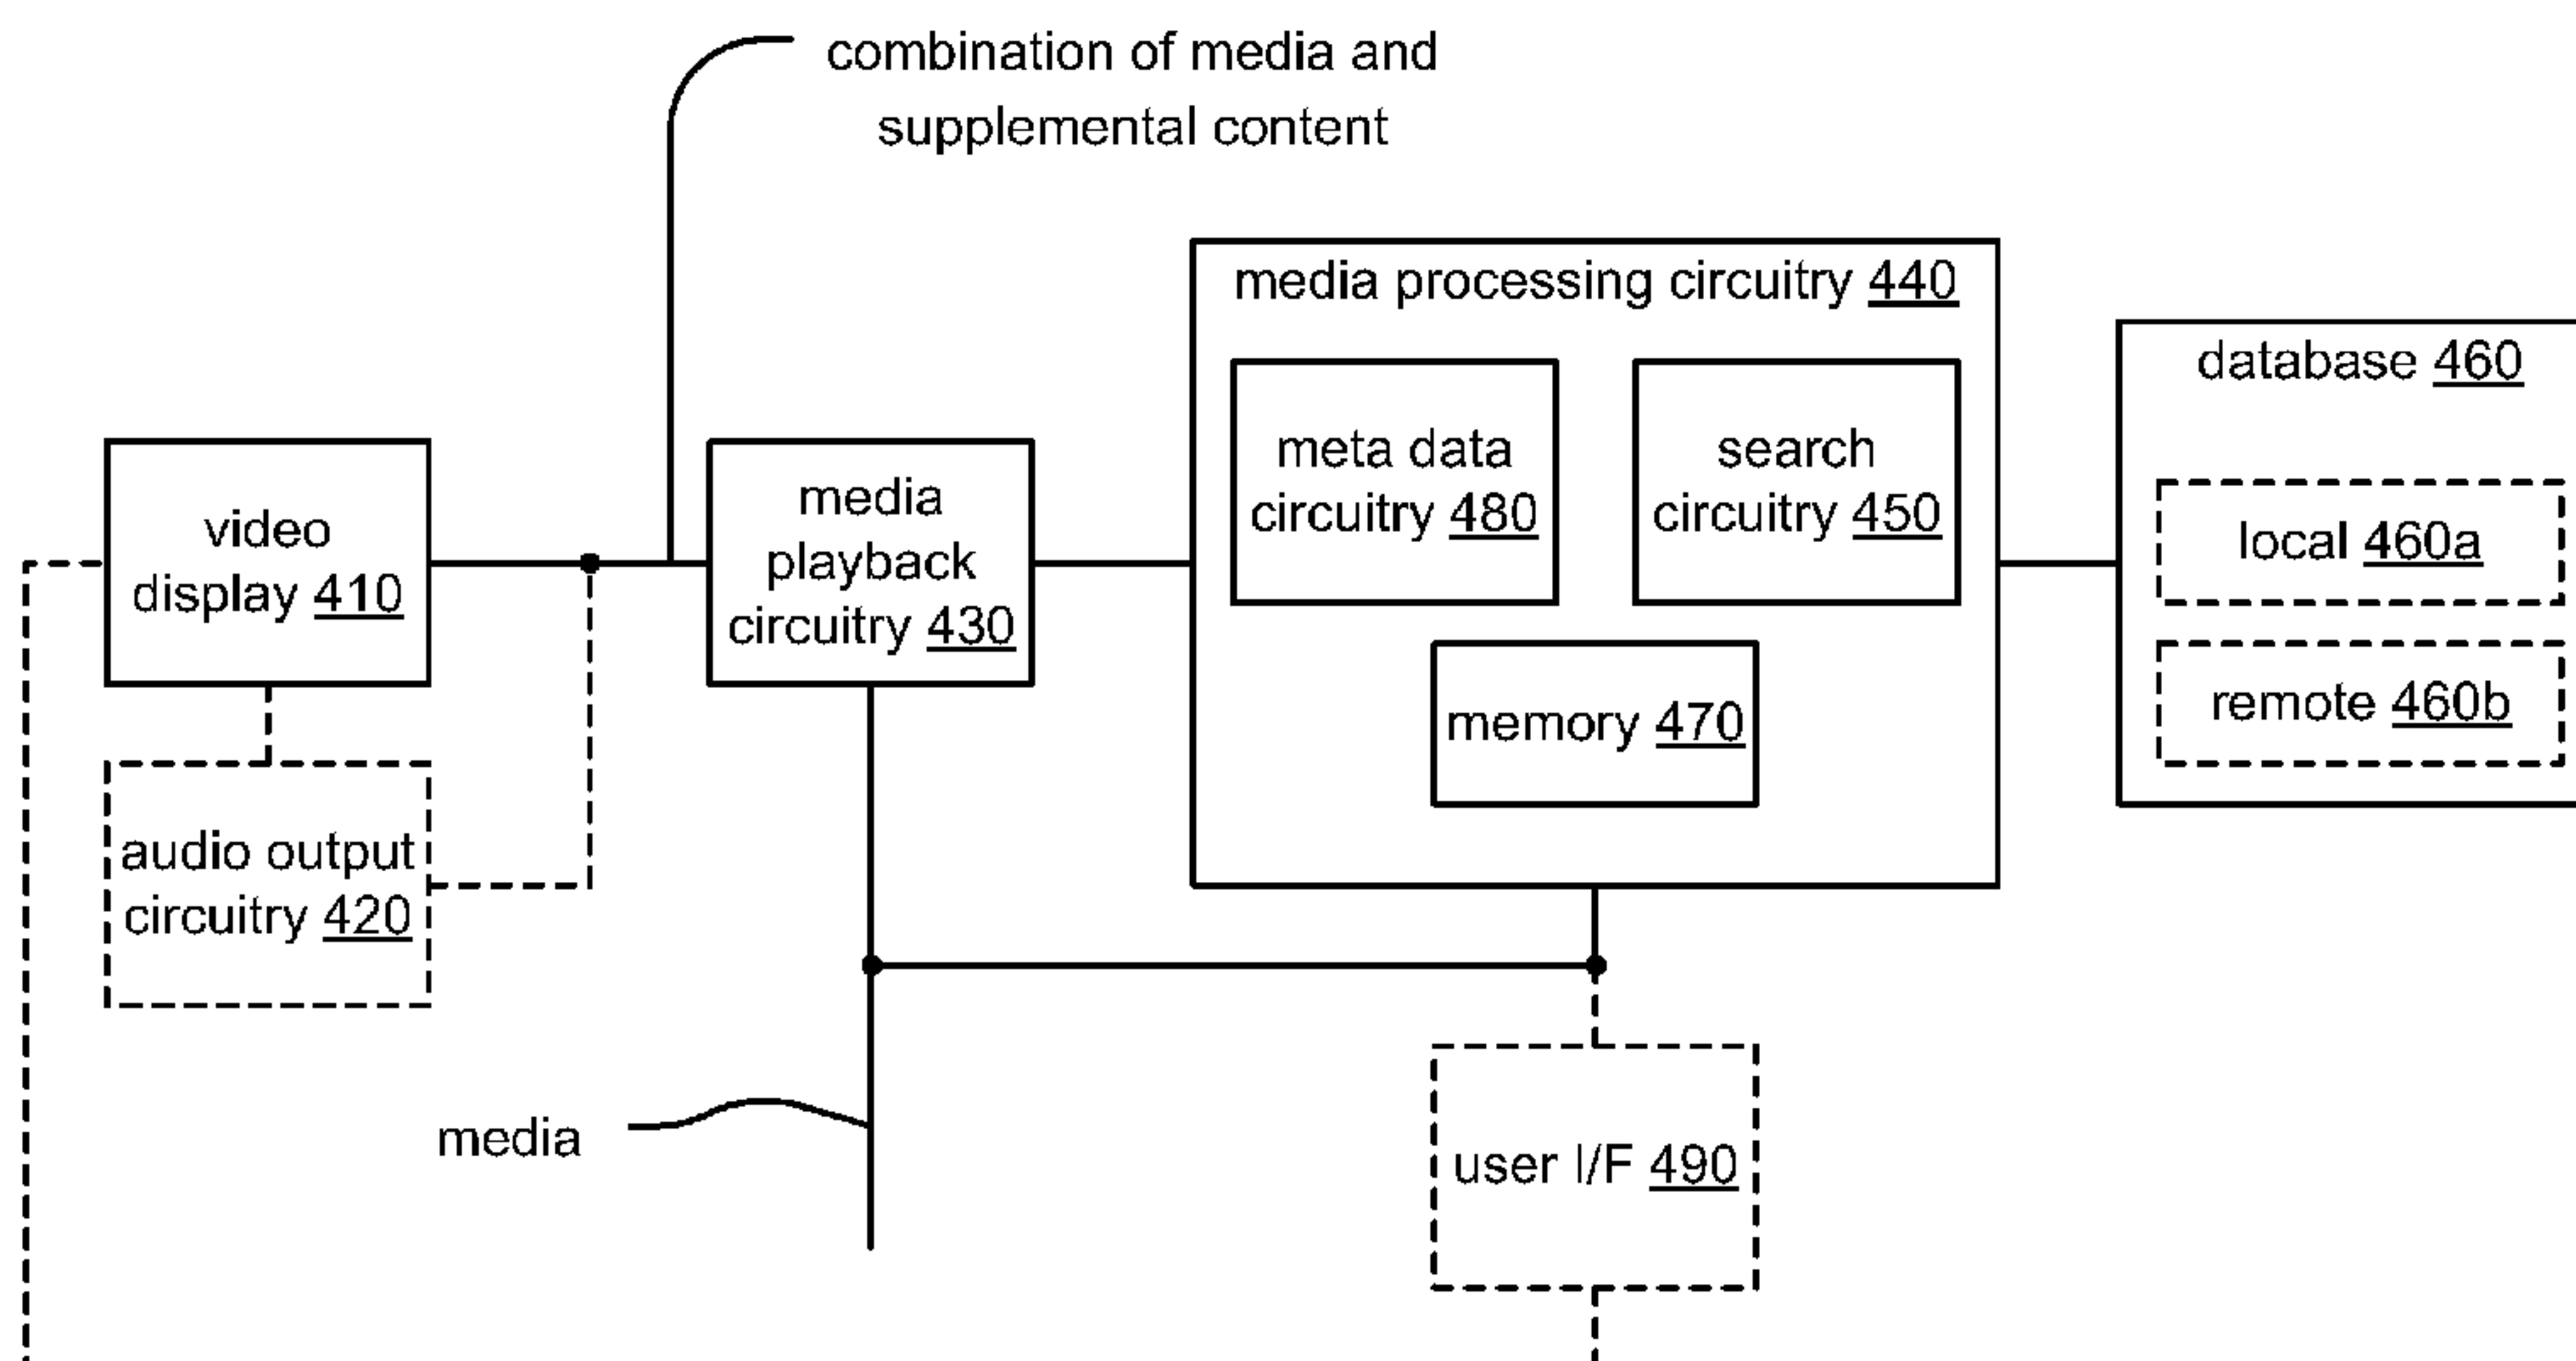 combination of media and
supplemental content
media processing circuitry 440
database 460
meta data
circuitry 480
search
circuitry 450
local 460a
remote 460b
memory 470
video
display 410
media
playback
circuitry 430
audio output
circuitry 420
media
user I/F 490